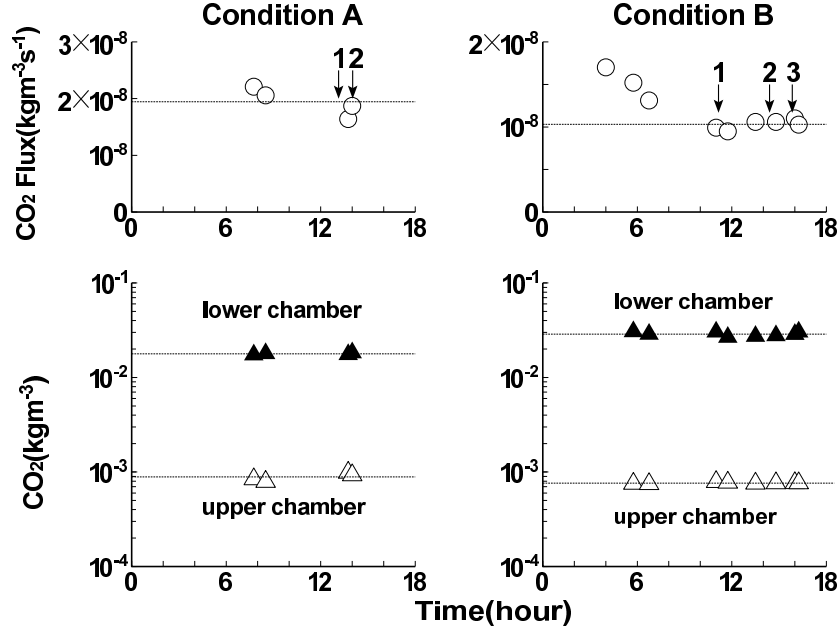 Condition A
Condition B
CO2 Flux(kgm-3s-1)
3×10-8
2×10-8
10-8
0
1 2
0 6 12 18
2×10-8
10-8
0
1 2 3
0 6 12 18
CO2(kgm-3)
10-1
10-2
10-3
10-4
lower chamber
upper chamber
0 6 12 18
10-1
10-2
10-3
10-4
lower chamber
upper chamber
0 6 12 18
Time(hour)